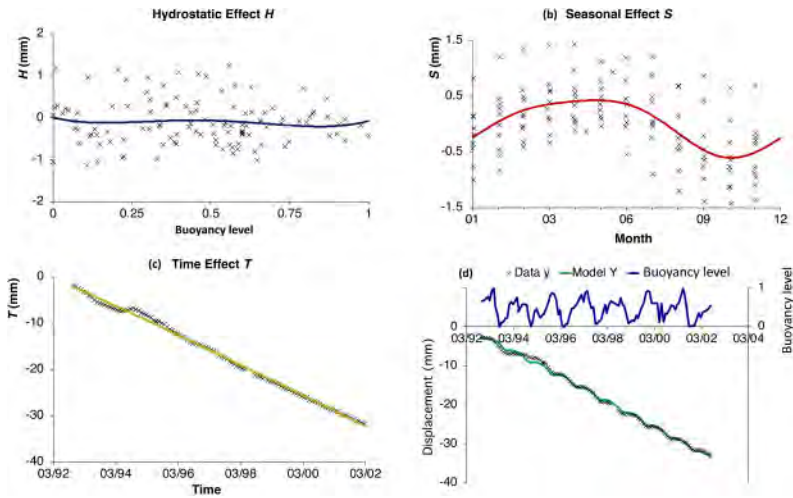 Hydrostatic Effect H
2
1
0
-1
-2
H (mm)
0
0.25
0.5
0.75
1
Buoyancy level
(b) Seasonal Effect S
1.5
0.5
-0.5
-1.5
S (mm)
01
03
06
09
12
Month
(c) Time Effect T
0
-10
-20
-30
-40
T (mm)
03/92
03/94
03/96
03/98
03/00
03/02
Time
(d)
Data y
Model Y
Buoyancy level
1
0
0
03/92
03/94
03/96
03/98
03/00
03/02
03/04
-10
-20
-30
-40
Displacement (mm)
Buoyancy level